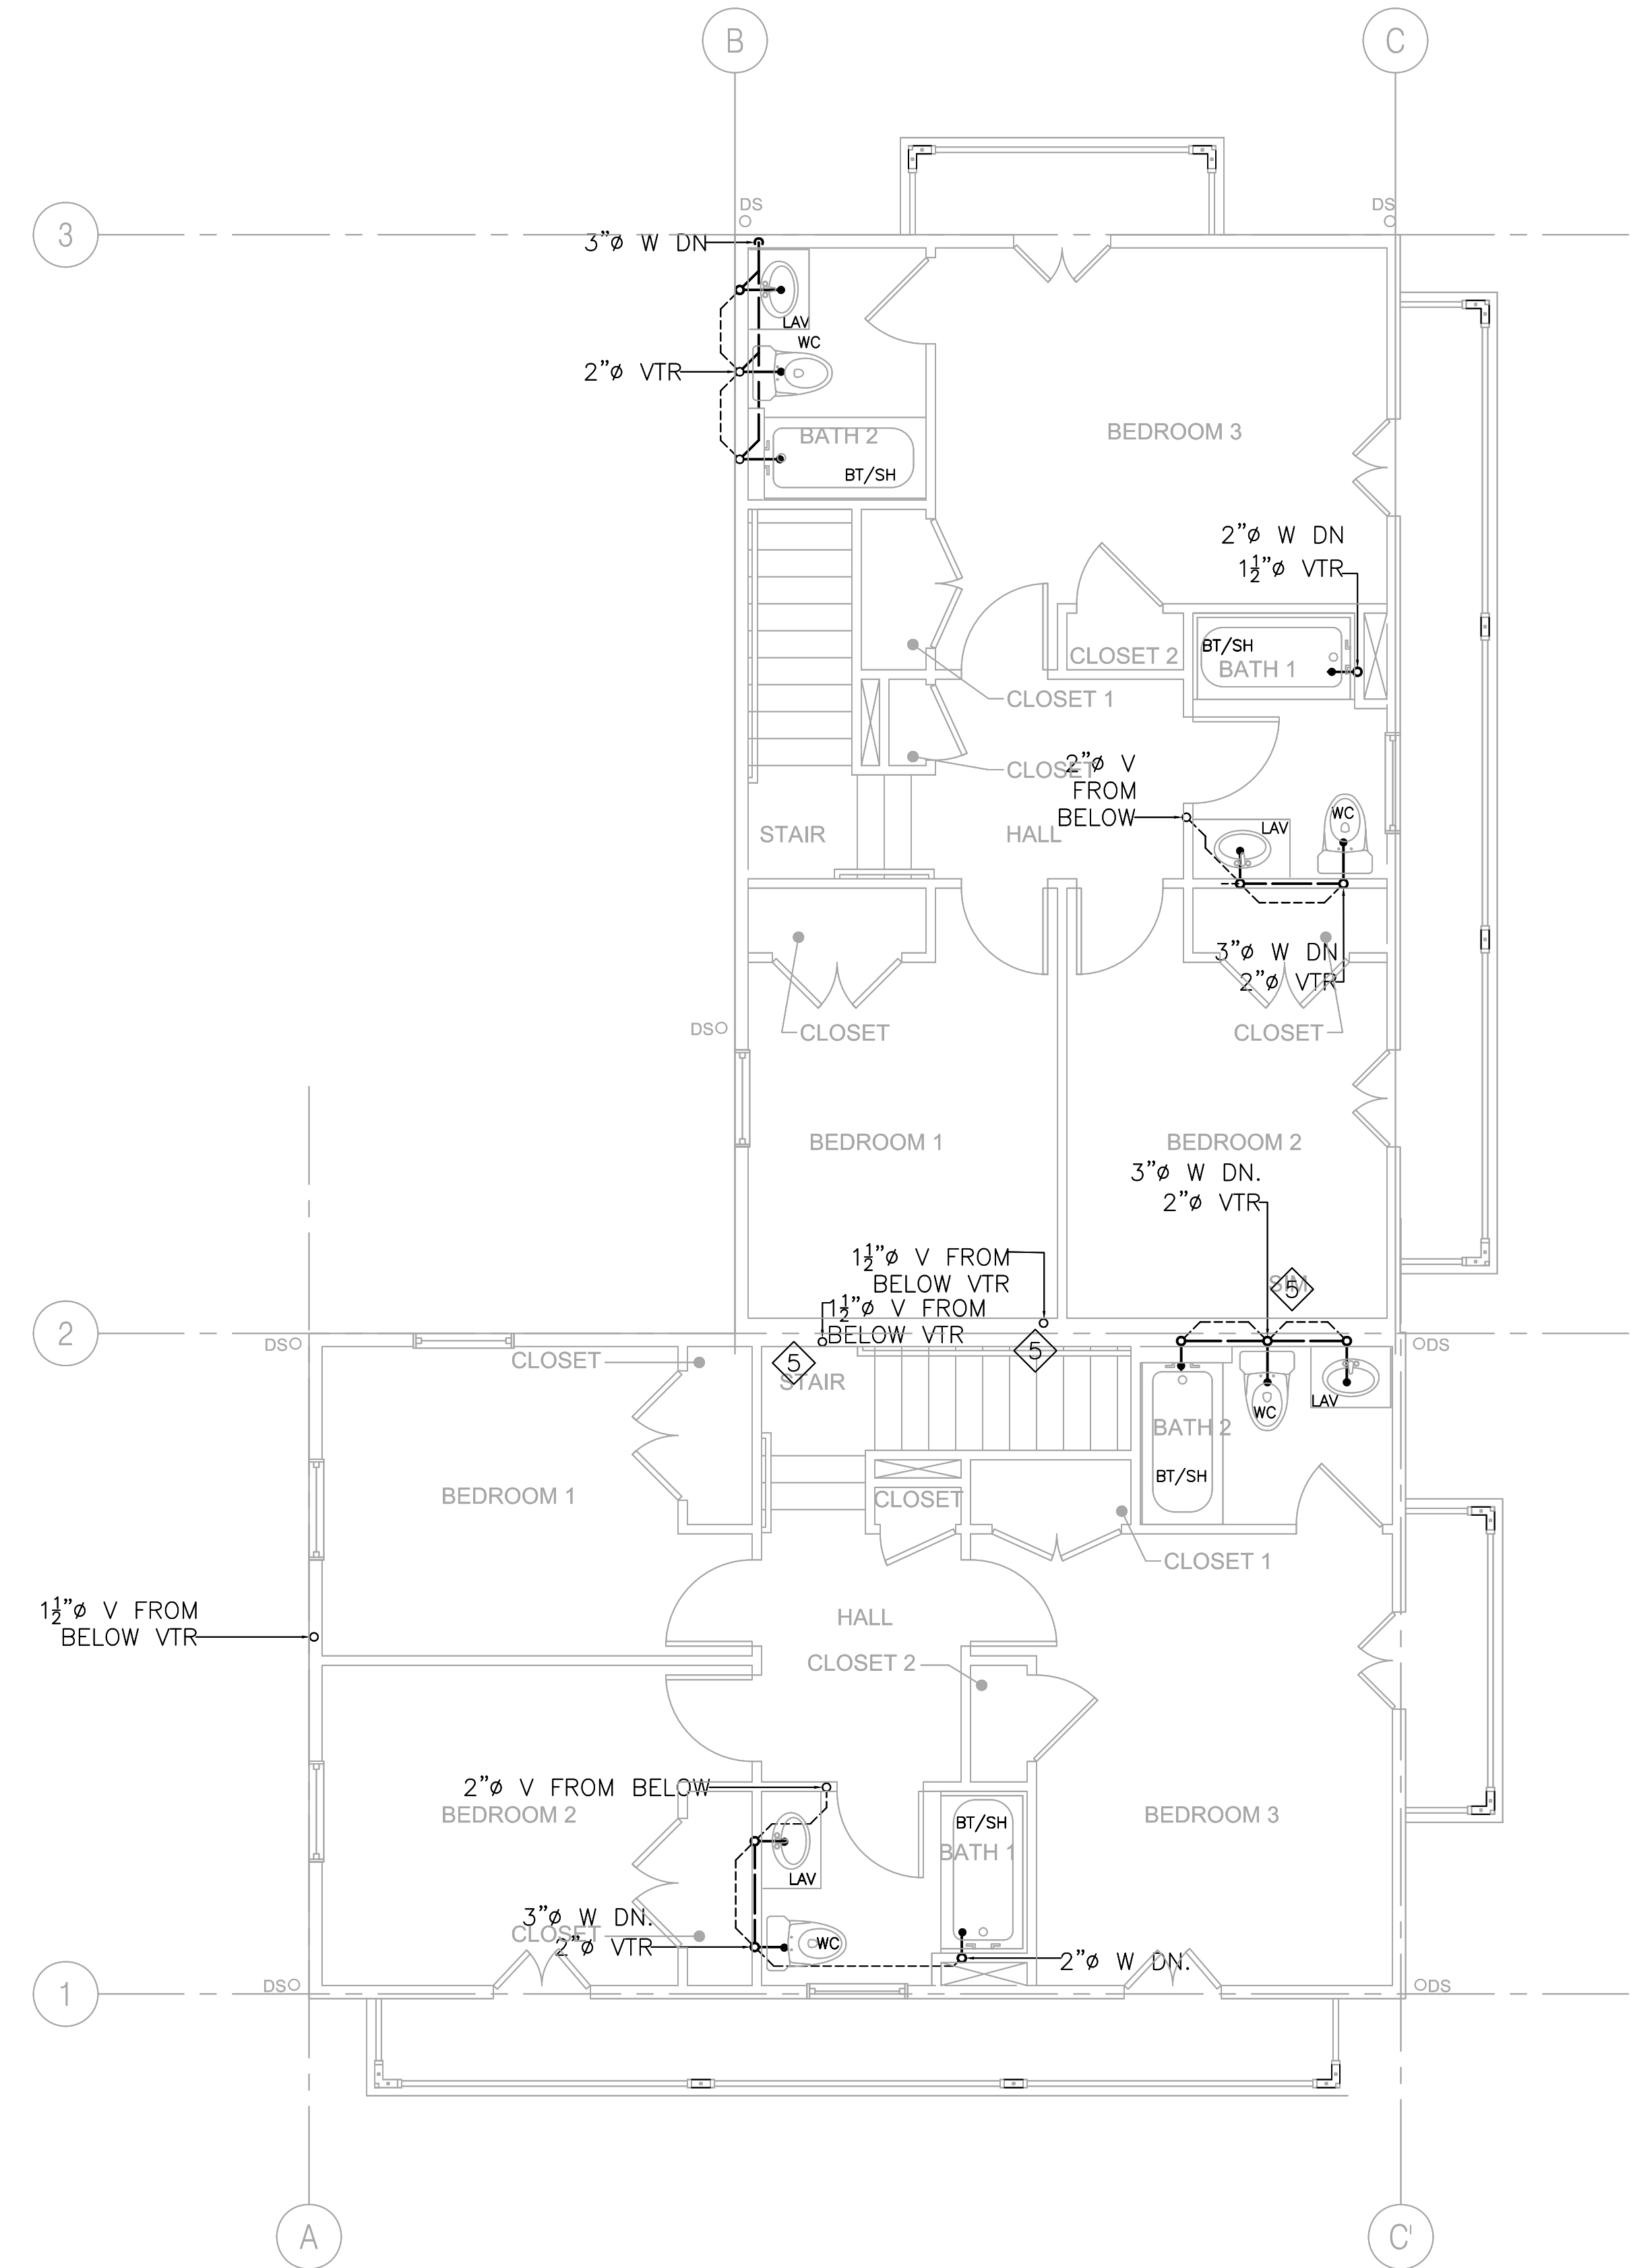 B
C
DS
DS
3
3"ø W DN
LAV
WC
2"ø VTR
BATH 2
BT/SH
BEDROOM 3
2"ø W DN
1½"ø VTR
BT/SH
BATH 1
CLOSET 2
CLOSET 1
CLOSET
2"ø V
FROM
BELOW
STAIR
HALL
LAV
WC
3"ø W DN
2"ø VTR
DS
CLOSET
CLOSET
BEDROOM 1
BEDROOM 2
3"ø W DN.
2"ø VTR
1½"ø V FROM
BELOW VTR
SIM
5
1½"ø V FROM
BELOW VTR
2
DS
DS
5
5
CLOSET
STAIR
LAV
WC
BATH 2
BT/SH
BEDROOM 1
CLOSET
CLOSET 1
1½"ø V FROM
BELOW VTR
HALL
CLOSET 2
2"ø V FROM BELOW
BEDROOM 2
BT/SH
BATH 1
BEDROOM 3
LAV
3"ø W DN.
CLOSET
2"ø VTR
WC
2"ø W DN.
DS
DS
1
A
C'